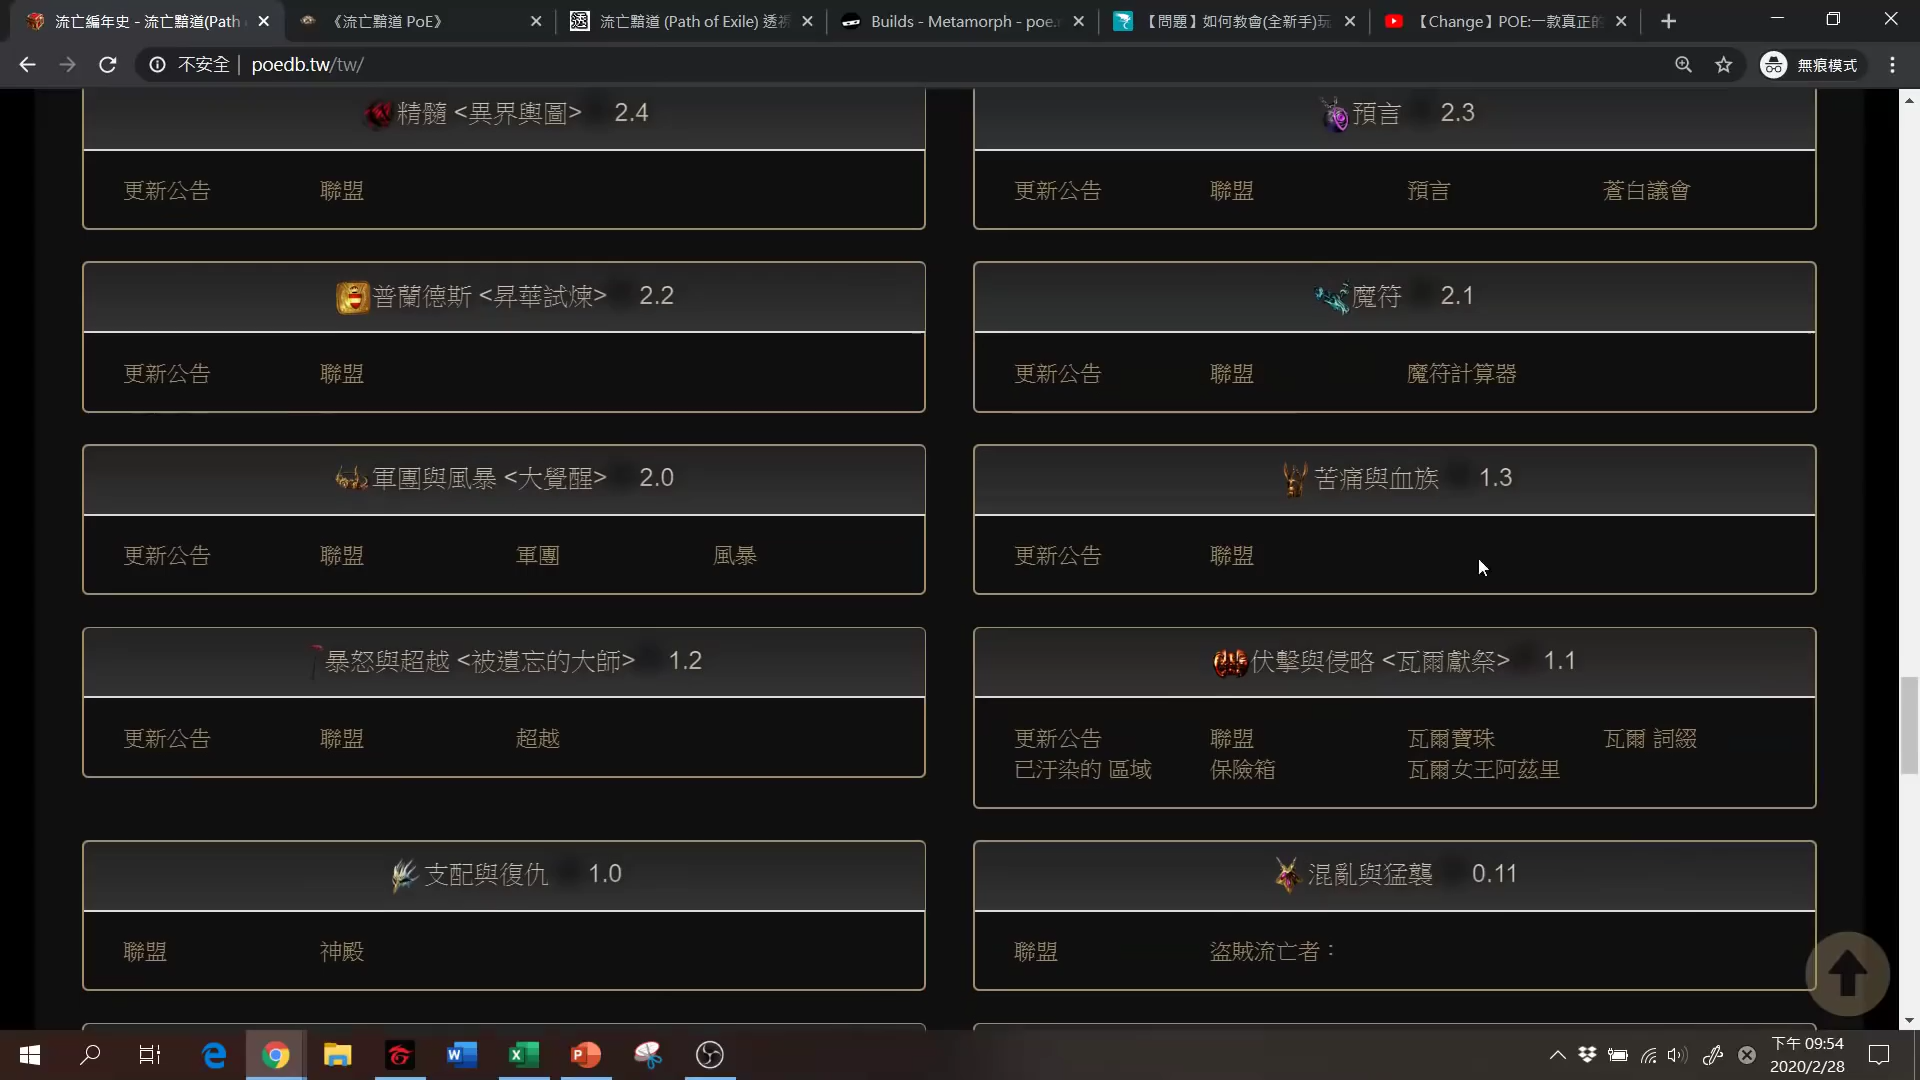 流亡編年史 - 流亡黯道(Path
《流亡黯道 PoE》
流亡黯道 (Path of Exile) 透視
Builds - Metamorph - poe.n
【問題】如何教會(全新手)玩
【Change】POE:一款真正的
不安全 poedb.tw/tw/
無痕模式
精髓 <異界輿圖> 2.4
更新公告 聯盟
預言 2.3
更新公告 聯盟 預言 蒼白議會
普蘭德斯 <昇華試煉> 2.2
更新公告 聯盟
魔符 2.1
更新公告 聯盟 魔符計算器
軍團與風暴 <大覺醒> 2.0
更新公告 聯盟 軍團 風暴
苦痛與血族 1.3
更新公告 聯盟
暴怒與超越 <被遺忘的大師> 1.2
更新公告 聯盟 超越
伏擊與侵略 <瓦爾獻祭> 1.1
更新公告 聯盟 瓦爾寶珠 瓦爾 詞綴
已汙染的 區域 保險箱 瓦爾女王阿茲里
支配與復仇 1.0
聯盟 神殿
混亂與猛襲 0.11
聯盟 盜賊流亡者：
下午 09:54
2020/2/28